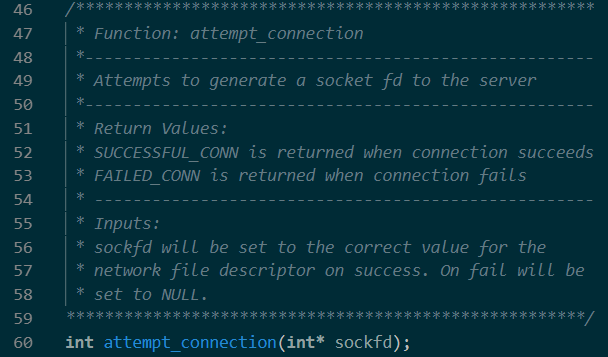 46 /******************************************************
47 * Function: attempt_connection
48 *-----------------------------------------------------
49 * Attempts to generate a socket fd to the server
50 *-----------------------------------------------------
51 * Return Values:
52 * SUCCESSFUL_CONN is returned when connection succeeds
53 * FAILED_CONN is returned when connection fails
54 * ----------------------------------------------------
55 * Inputs:
56 * sockfd will be set to the correct value for the
57 * network file descriptor on success. On fail will be
58 * set to NULL.
59 ******************************************************/
60 int attempt_connection(int* sockfd);